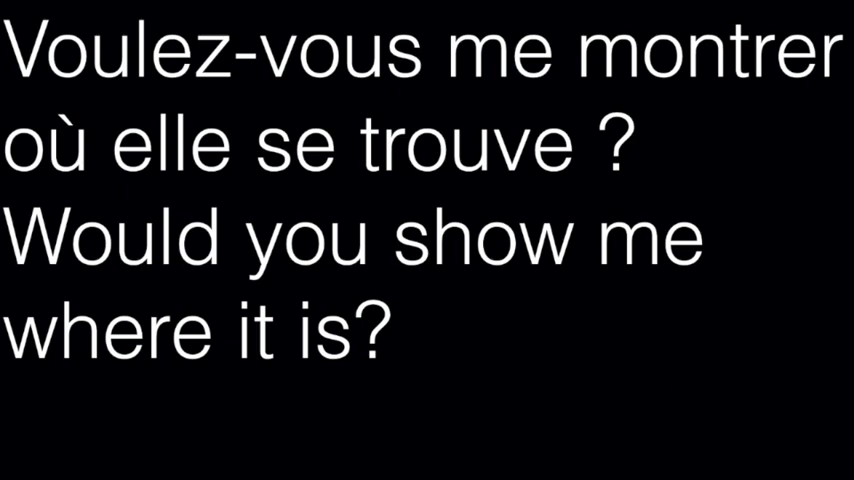 Voulez-vous me montrer
où elle se trouve ?
Would you show me
where it is?